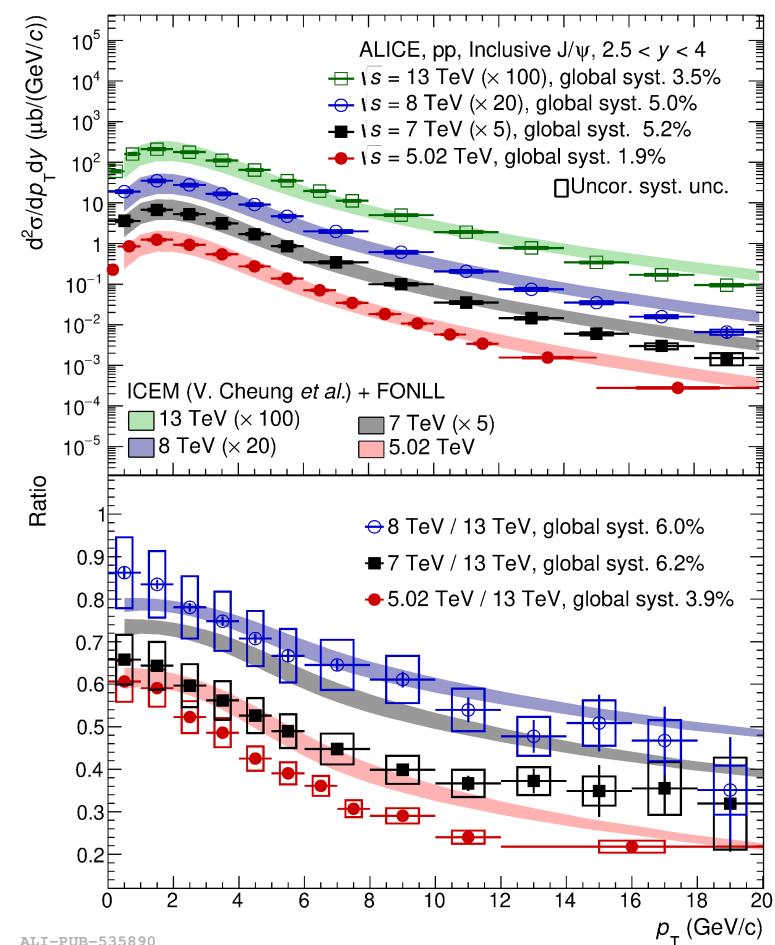 d²σ/dp_T dy (μb/(GeV/c))
10⁵
10⁴
10³
10²
10
1
10⁻¹
10⁻²
10⁻³
10⁻⁴
10⁻⁵
ALICE, pp, Inclusive J/ψ, 2.5 < y < 4
√s = 13 TeV (× 100), global syst. 3.5%
√s = 8 TeV (× 20), global syst. 5.0%
√s = 7 TeV (× 5), global syst. 5.2%
√s = 5.02 TeV, global syst. 1.9%
Uncor. syst. unc.
ICEM (V. Cheung et al.) + FONLL
13 TeV (× 100)
8 TeV (× 20)
7 TeV (× 5)
5.02 TeV
Ratio
1
0.9
0.8
0.7
0.6
0.5
0.4
0.3
0.2
8 TeV / 13 TeV, global syst. 6.0%
7 TeV / 13 TeV, global syst. 6.2%
5.02 TeV / 13 TeV, global syst. 3.9%
0 2 4 6 8 10 12 14 16 18 20
p_T (GeV/c)
ALI-PUB-535890